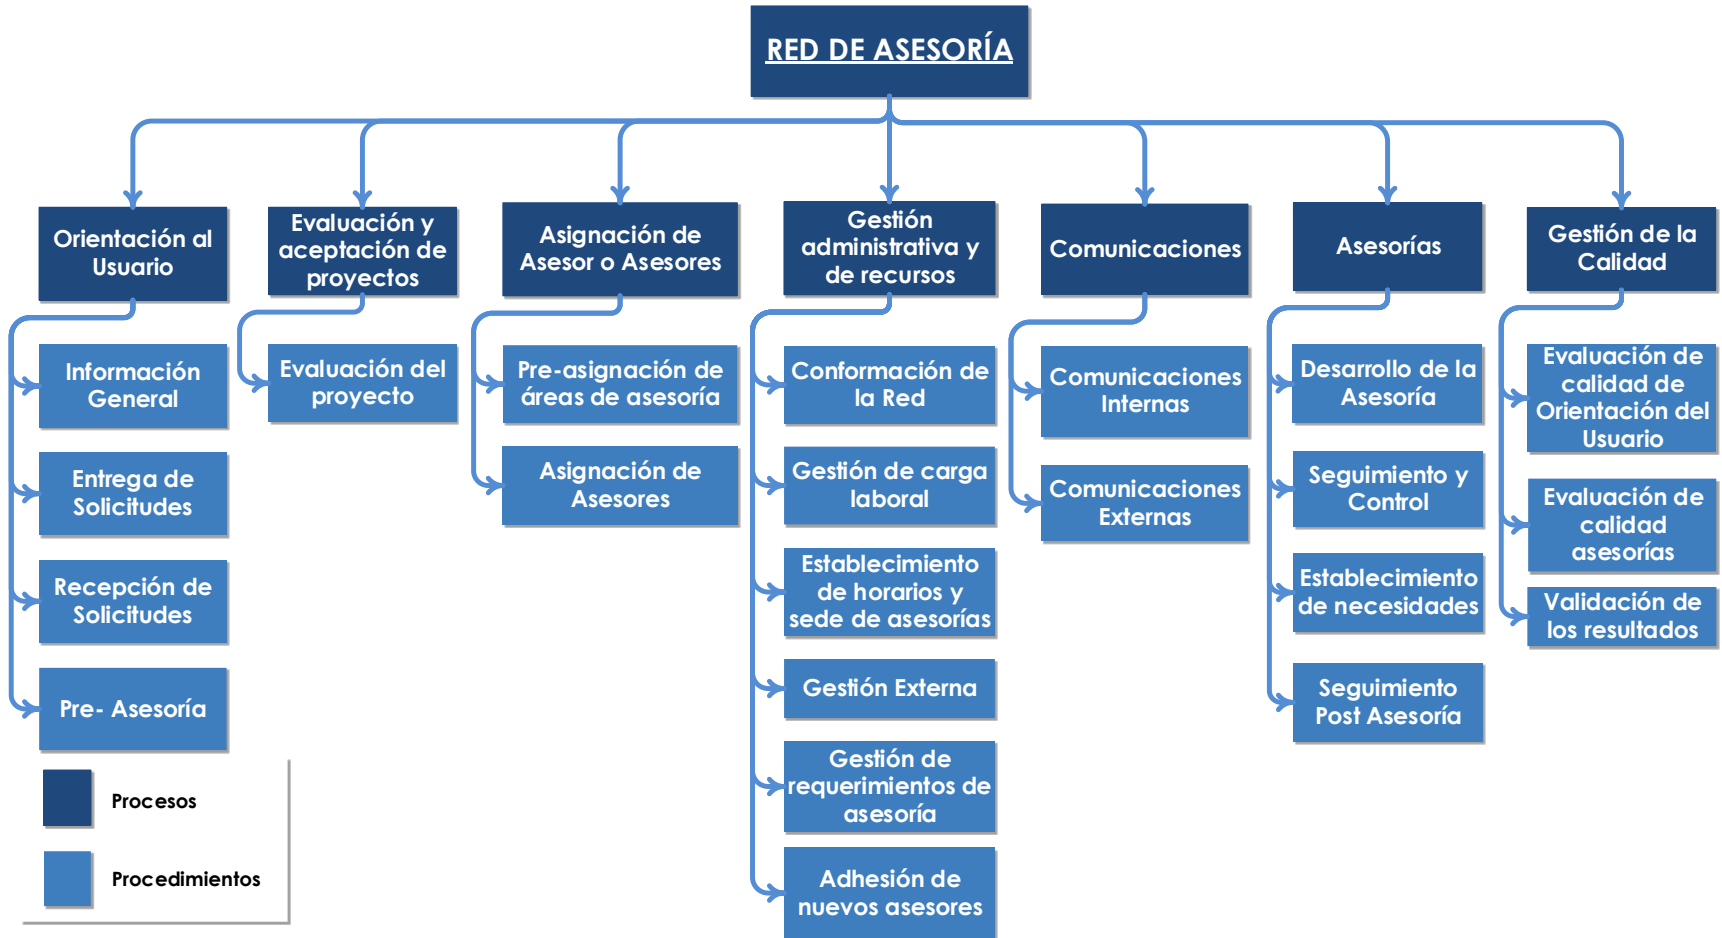 RED DE ASESORÍA
Orientación al
Usuario
Información
General
Entrega de
Solicitudes
Recepción de
Solicitudes
Pre- Asesoría
Evaluación y
aceptación de
proyectos
Evaluación del
proyecto
Asignación de
Asesor o Asesores
Pre-asignación de
áreas de asesoría
Asignación de
Asesores
Gestión
administrativa y
de recursos
Conformación de
la Red
Gestión de carga
laboral
Establecimiento
de horarios y
sede de asesorías
Gestión Externa
Gestión de
requerimientos de
asesoría
Adhesión de
nuevos asesores
Comunicaciones
Comunicaciones
Internas
Comunicaciones
Externas
Asesorías
Desarrollo de la
Asesoría
Seguimiento y
Control
Establecimiento
de necesidades
Seguimiento
Post Asesoría
Gestión de la
Calidad
Evaluación de
calidad de
Orientación del
Usuario
Evaluación de
calidad
asesorías
Validación de
los resultados
Procesos
Procedimientos